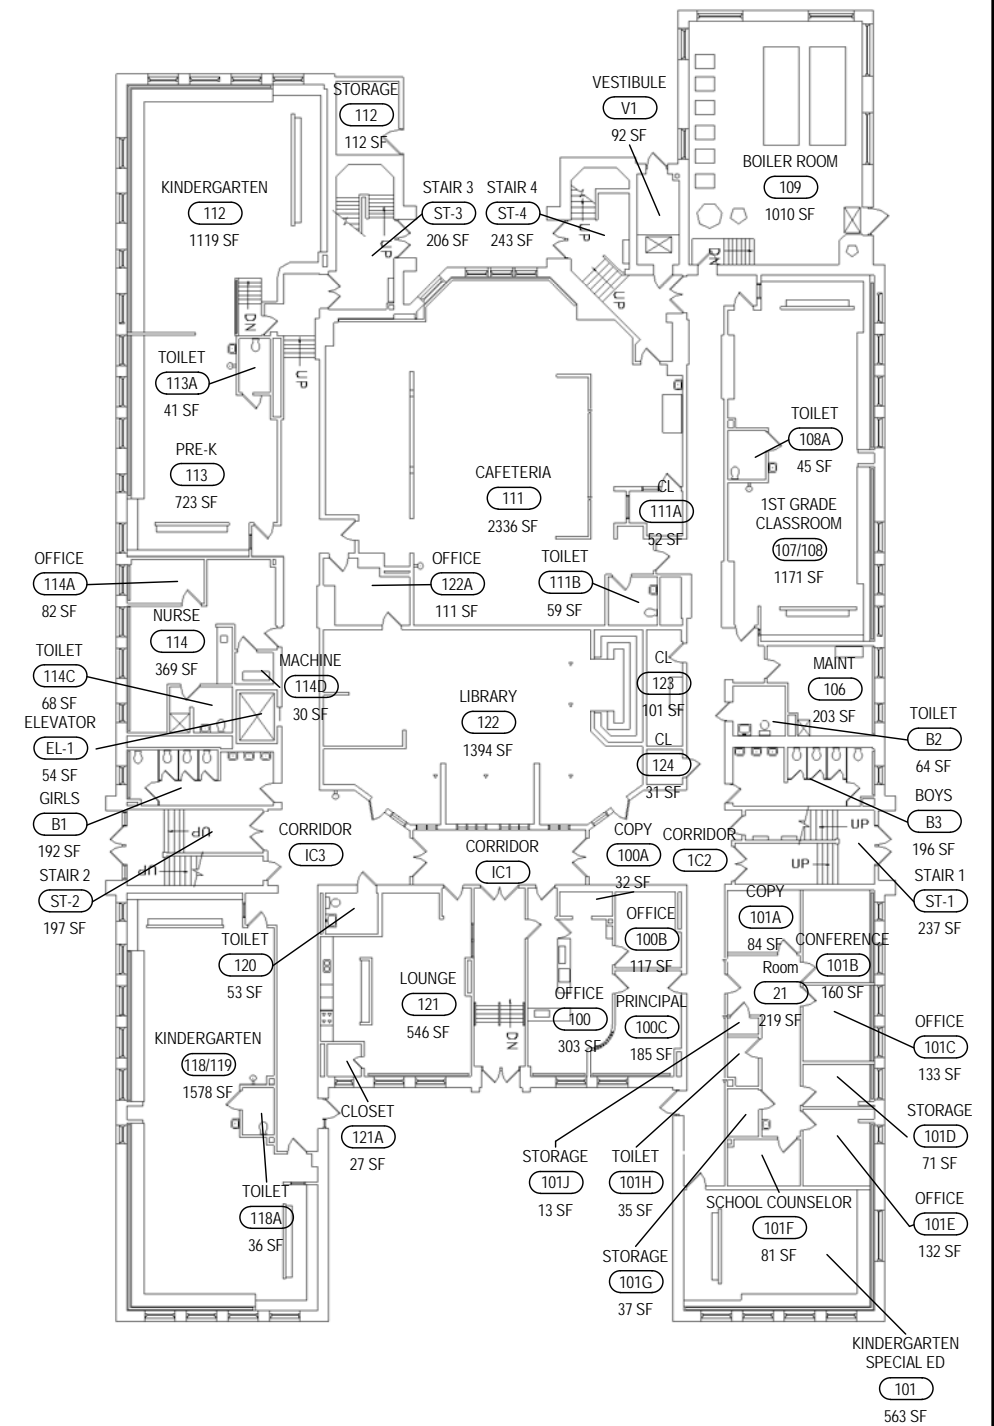 VESTIBULE
V1
92 SF
STORAGE
112
112 SF
BOILER ROOM
109
1010 SF
KINDERGARTEN
112
1119 SF
STAIR 3
ST-3
206 SF
STAIR 4
ST-4
243 SF
UP
UP
DN
UP
DN
UP
TOILET
113A
41 SF
PRE-K
113
723 SF
TOILET
108A
45 SF
CAFETERIA
111
2336 SF
CL
111A
52 SF
1ST GRADE
CLASSROOM
107/108
1171 SF
OFFICE
114A
82 SF
OFFICE
122A
111 SF
TOILET
111B
59 SF
NURSE
114
369 SF
TOILET
114C
68 SF
MACHINE
114D
30 SF
CL
123
101 SF
MAINT
106
203 SF
LIBRARY
122
1394 SF
ELEVATOR
EL-1
54 SF
TOILET
B2
64 SF
CL
124
31 SF
GIRLS
B1
192 SF
BOYS
B3
196 SF
UP
UP
UP
UP
CORRIDOR
IC3
CORRIDOR
IC1
COPY
100A
32 SF
CORRIDOR
1C2
STAIR 2
ST-2
197 SF
STAIR 1
ST-1
237 SF
COPY
101A
84 SF
OFFICE
100B
117 SF
CONFERENCE
101B
160 SF
TOILET
120
53 SF
LOUNGE
121
546 SF
Room
21
219 SF
OFFICE
100
303 SF
PRINCIPAL
100C
185 SF
OFFICE
101C
133 SF
DN
KINDERGARTEN
118/119
1578 SF
CLOSET
121A
27 SF
STORAGE
101D
71 SF
STORAGE
101J
13 SF
TOILET
101H
35 SF
TOILET
118A
36 SF
SCHOOL COUNSELOR
101F
81 SF
OFFICE
101E
132 SF
STORAGE
101G
37 SF
KINDERGARTEN
SPECIAL ED
101
563 SF